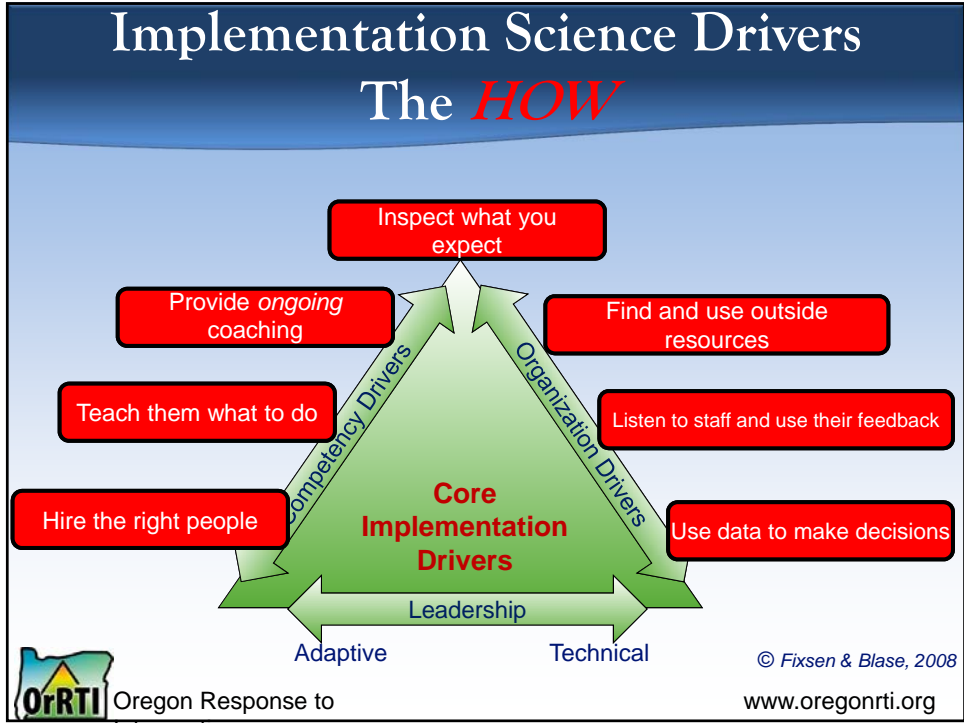 Implementation Science Drivers
The HOW
Inspect what you
expect
Provide ongoing
coaching
Find and use outside
resources
Teach them what to do
Listen to staff and use their feedback
Hire the right people
Use data to make decisions
Competency Drivers
Organization Drivers
Core
Implementation
Drivers
Leadership
Adaptive
Technical
© Fixsen & Blase, 2008
OrRTI
Oregon Response to
www.oregonrti.org